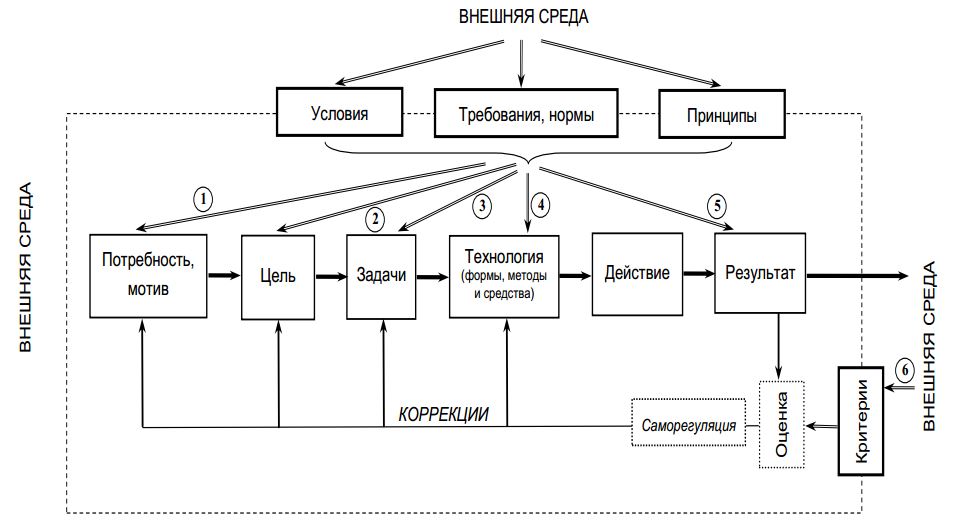 ВНЕШНЯЯ СРЕДА
Условия
Требования, нормы
Принципы
ВНЕШНЯЯ СРЕДА
1
2
3
4
5
Потребность,
мотив
Цель
Задачи
Технология
(формы, методы
и средства)
Действие
Результат
ВНЕШНЯЯ СРЕДА
6
КОРРЕКЦИИ
Саморегуляция
Оценка
Критерии